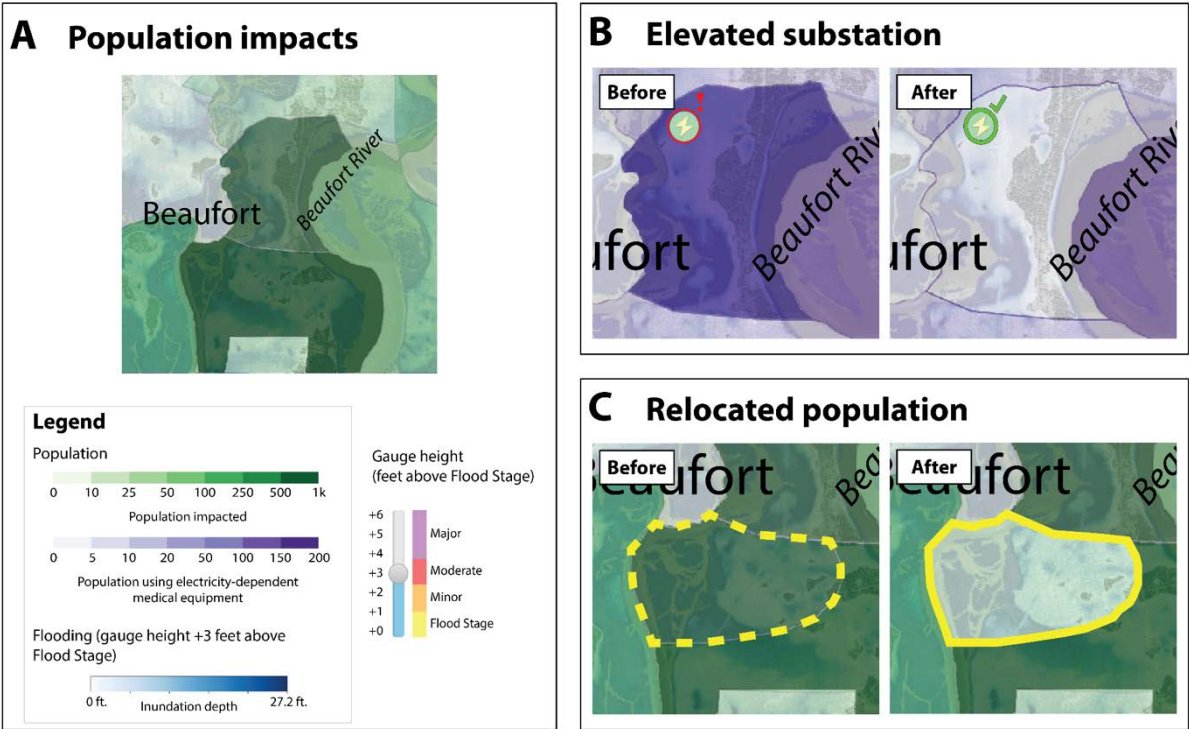 A Population impacts
Beaufort
Beaufort River
Legend
Population
0 10 25 50 100 250 500 1k
Population impacted
0 5 10 20 50 100 150 200
Population using electricity-dependent
medical equipment
Flooding (gauge height +3 feet above
Flood Stage)
0 ft.
Inundation depth
27.2 ft.
Gauge height
(feet above Flood Stage)
+6
+5
+4
+3
+2
+1
+0
Major
Moderate
Minor
Flood Stage
B Elevated substation
Before
!
ufort
Beaufort Riv
After
ufort
Beaufort Riv
C Relocated population
Before
Beaufort
Bea
After
Beaufort
Bea